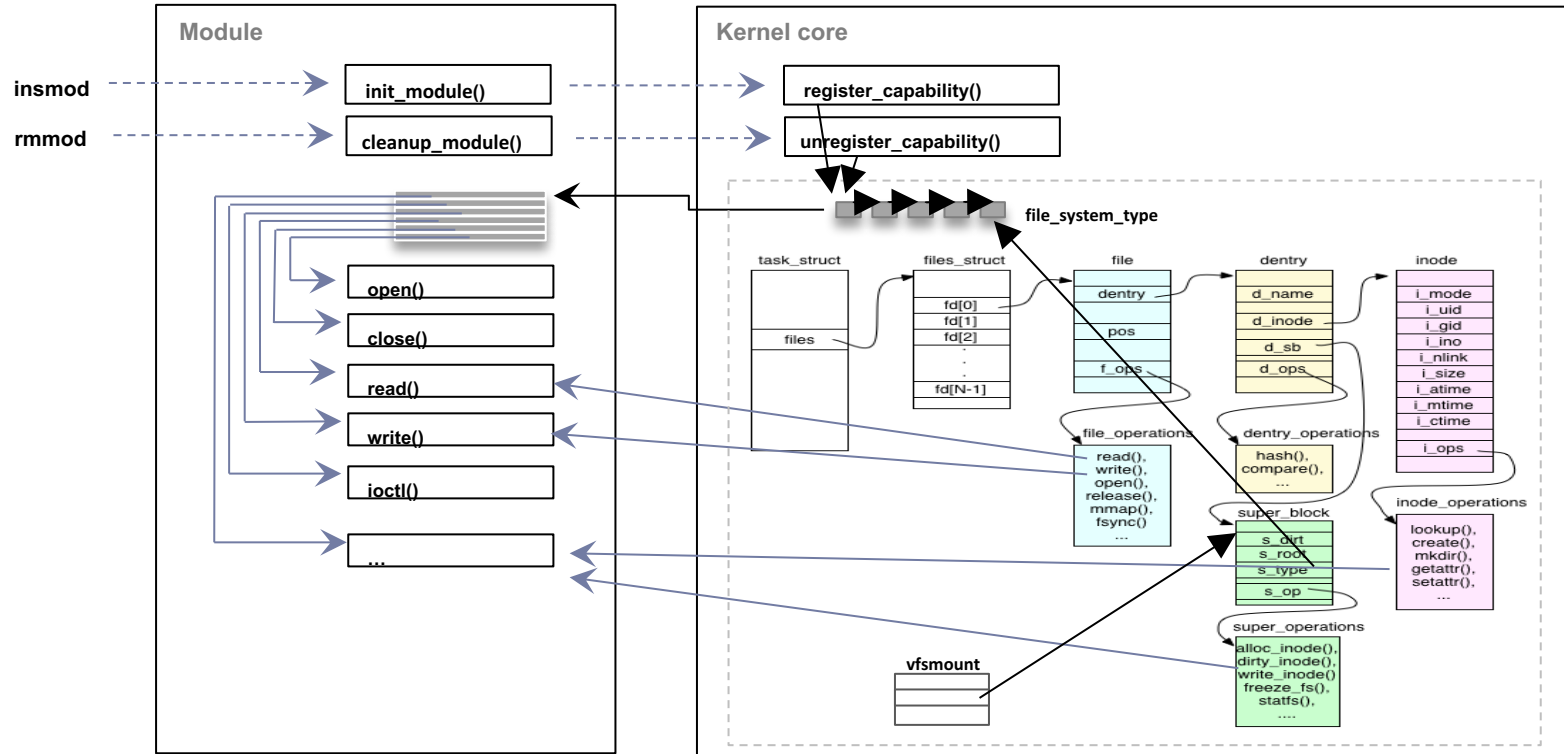 Module
Kernel core
insmod
init_module()
register_capability()
rmmod
cleanup_module()
unregister_capability()
file_system_type
open()
close()
read()
write()
ioctl()
...
task_struct
files
files_struct
fd[0]
fd[1]
fd[2]
.
.
.
fd[N-1]
file
dentry
pos
f_ops
dentry
d_name
d_inode
d_sb
d_ops
inode
i_mode
i_uid
i_gid
i_ino
i_nlink
i_size
i_atime
i_mtime
i_ctime
i_ops
file_operations
read(),
write(),
open(),
release(),
mmap(),
fsync()
...
dentry_operations
hash(),
compare(),
...
super_block
s_dirt
s_root
s_type
s_op
inode_operations
lookup(),
create(),
mkdir(),
getattr(),
setattr(),
...
super_operations
alloc_inode(),
dirty_inode(),
write_inode()
freeze_fs(),
statfs(),
....
vfsmount